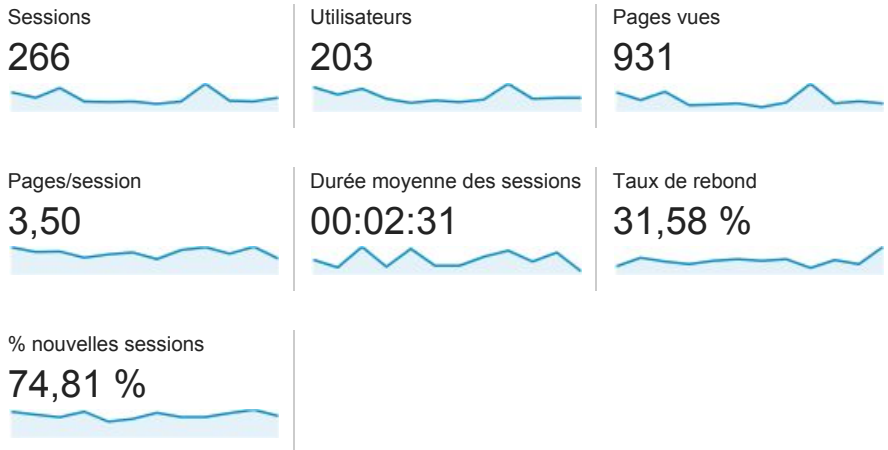 Sessions
266
Utilisateurs
203
Pages vues
931
Pages/session
3,50
Durée moyenne des sessions
00:02:31
Taux de rebond
31,58 %
% nouvelles sessions
74,81 %